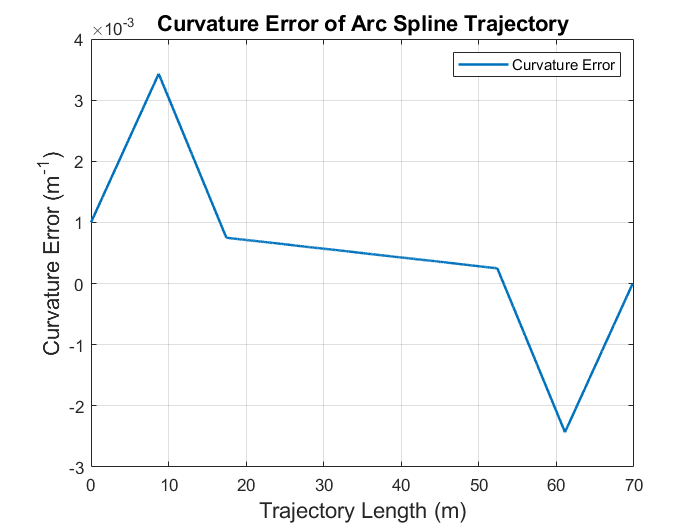 Curvature Error of Arc Spline Trajectory
×10⁻³
Curvature Error
4
3
2
1
0
-1
-2
-3
Curvature Error (m⁻¹)
0 10 20 30 40 50 60 70
Trajectory Length (m)